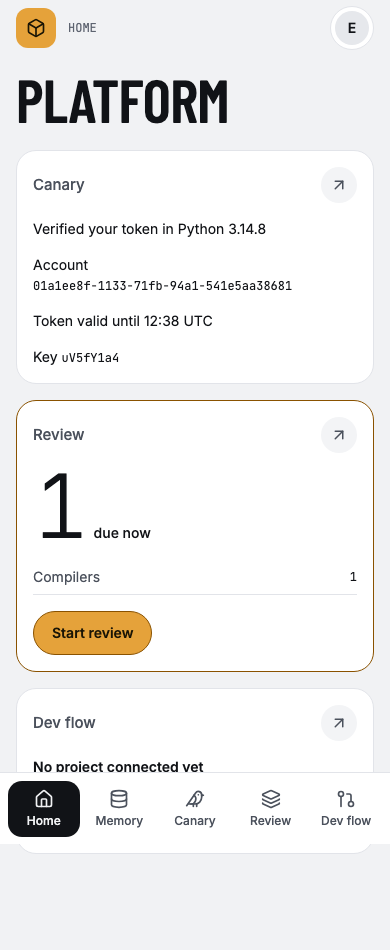 HOME
E
PLATFORM
Canary
Verified your token in Python 3.14.8
Account
01a1ee8f-1133-71fb-94a1-541e5aa38681
Token valid until 12:38 UTC
Key uV5fY1a4
Review
1 due now
Compilers 1
Start review
Dev flow
No project connected yet
Home Memory Canary Review Dev flow